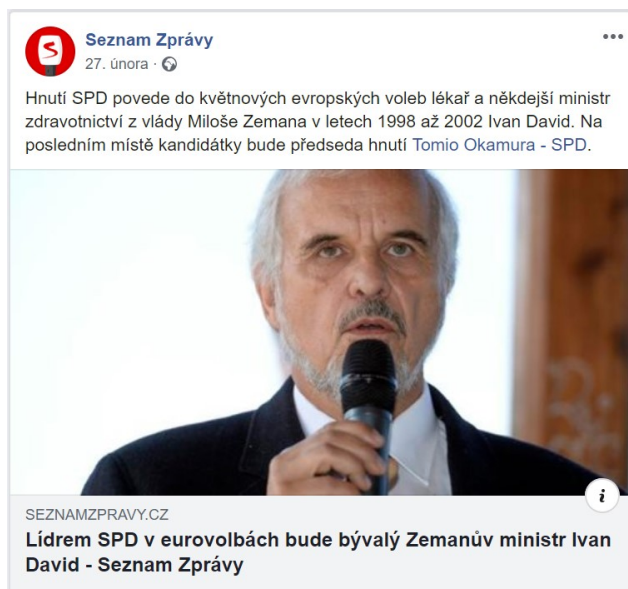 Seznam Zprávy
27. února ·
Hnutí SPD povede do květnových evropských voleb lékař a někdejší ministr
zdravotnictví z vlády Miloše Zemana v letech 1998 až 2002 Ivan David. Na
posledním místě kandidátky bude předseda hnutí Tomio Okamura - SPD.
SEZNAMZPRAVY.CZ
Lídrem SPD v eurovolbách bude bývalý Zemanův ministr Ivan
David - Seznam Zprávy